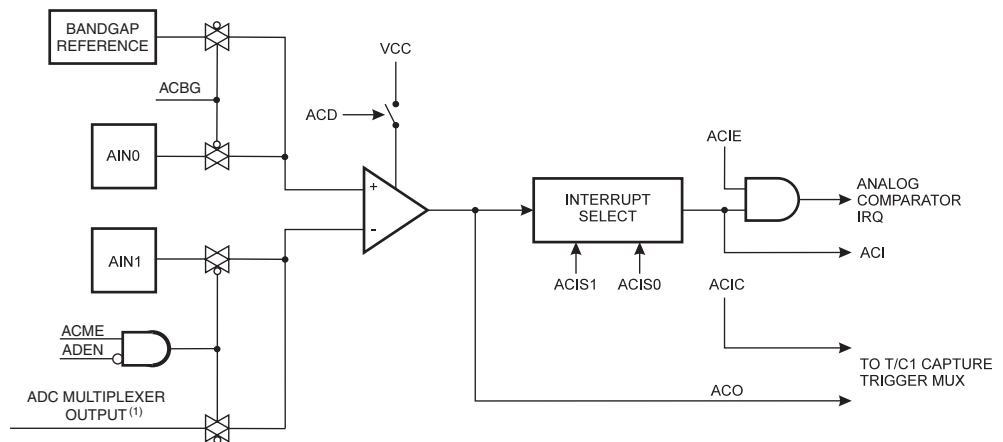 BANDGAP
REFERENCE
ACBG
AIN0
AIN1
ACME
ADEN
ADC MULTIPLEXER
OUTPUT (1)
VCC
ACD
+
-
INTERRUPT
SELECT
ACIS1 ACIS0
ACIE
ANALOG
COMPARATOR
IRQ
ACI
ACIC
TO T/C1 CAPTURE
TRIGGER MUX
ACO